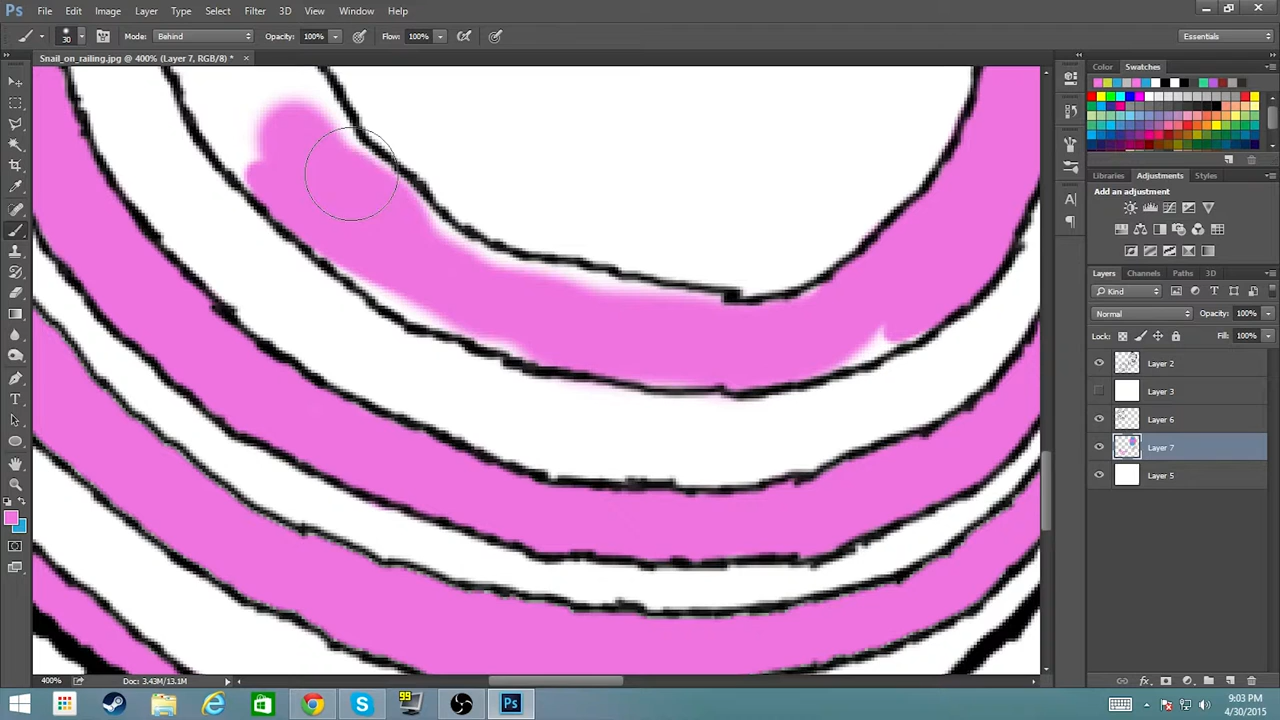 Ps File Edit Image Layer Type Select Filter 3D View Window Help
30 Mode: Behind Opacity: 100% Flow: 100% Essentials
Snail_on_railing.jpg @ 400% (Layer 7, RGB/8) * ×
Color Swatches
Libraries Adjustments Styles
Add an adjustment
Layers Channels Paths 3D
Kind
Normal Opacity: 100%
Lock: Fill: 100%
Layer 2
Layer 3
Layer 6
Layer 7
Layer 5
400% Doc: 3.43M/13.1M
99 Ps 9:03 PM
4/30/2015